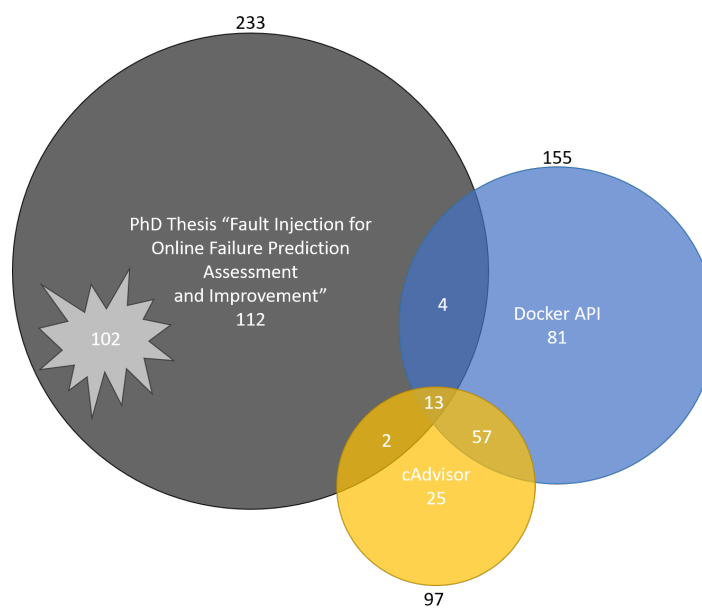 233
155
PhD Thesis “Fault Injection for
Online Failure Prediction
Assessment
and Improvement”
112
102
4
Docker API
81
13
2
57
cAdvisor
25
97